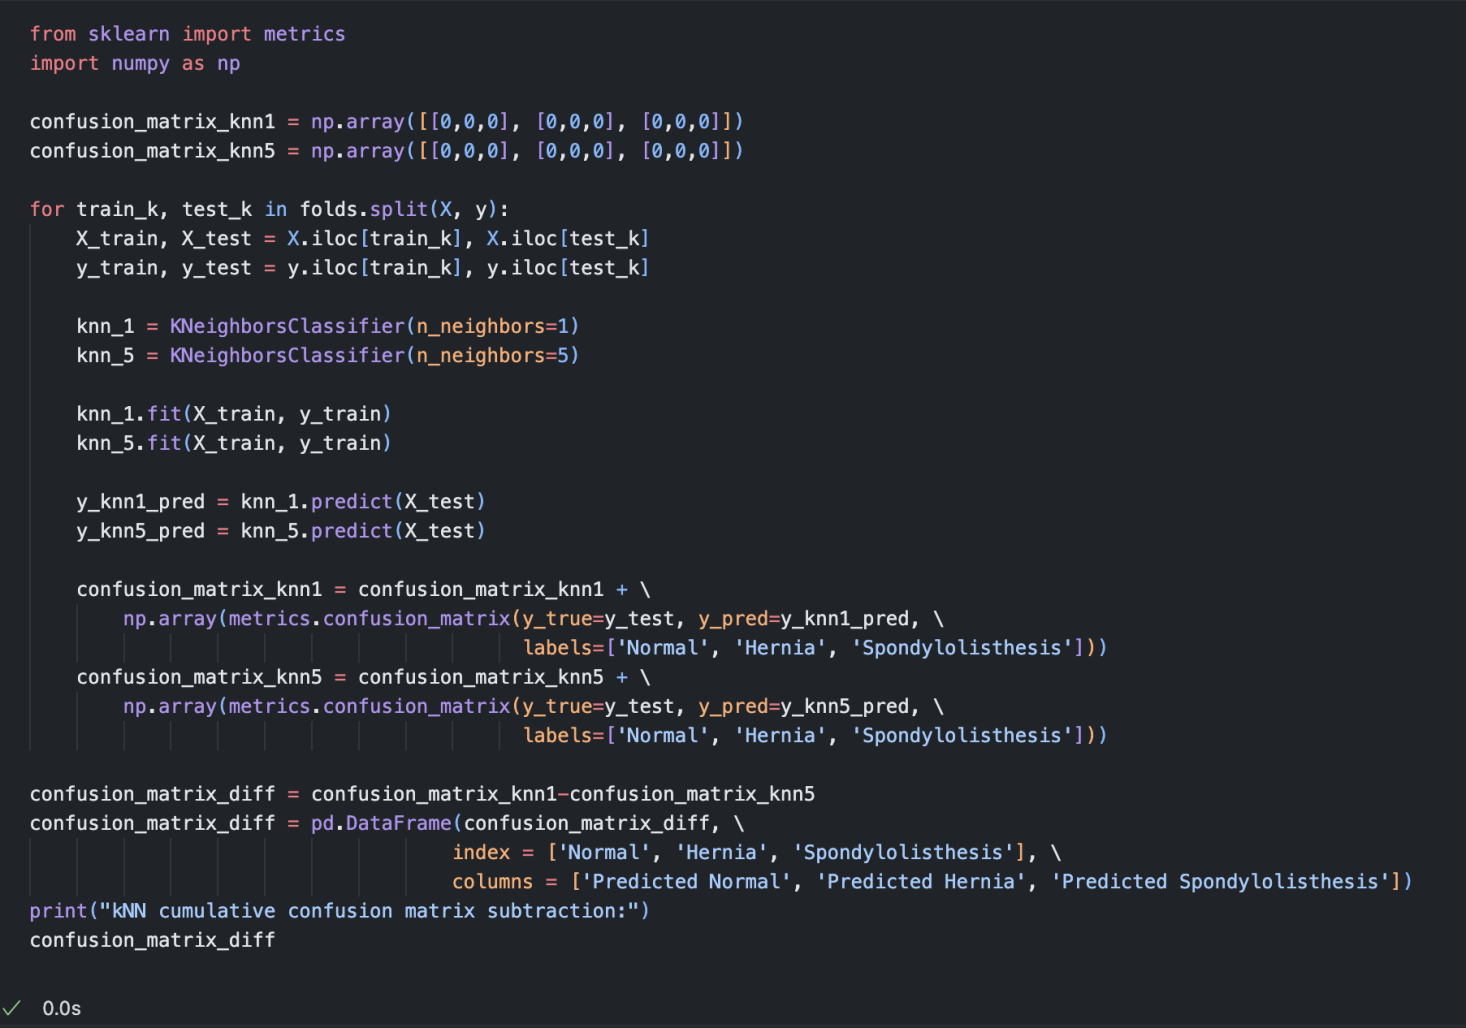 from sklearn import metrics
import numpy as np
confusion_matrix_knn1 = np.array([[0,0,0], [0,0,0], [0,0,0]])
confusion_matrix_knn5 = np.array([[0,0,0], [0,0,0], [0,0,0]])
for train_k, test_k in folds.split(X, y):
    X_train, X_test = X.iloc[train_k], X.iloc[test_k]
    y_train, y_test = y.iloc[train_k], y.iloc[test_k]
    knn_1 = KNeighborsClassifier(n_neighbors=1)
    knn_5 = KNeighborsClassifier(n_neighbors=5)
    knn_1.fit(X_train, y_train)
    knn_5.fit(X_train, y_train)
    y_knn1_pred = knn_1.predict(X_test)
    y_knn5_pred = knn_5.predict(X_test)
    confusion_matrix_knn1 = confusion_matrix_knn1 + \
        np.array(metrics.confusion_matrix(y_true=y_test, y_pred=y_knn1_pred, \
                                          labels=['Normal', 'Hernia', 'Spondylolisthesis']))
    confusion_matrix_knn5 = confusion_matrix_knn5 + \
        np.array(metrics.confusion_matrix(y_true=y_test, y_pred=y_knn5_pred, \
                                          labels=['Normal', 'Hernia', 'Spondylolisthesis']))
confusion_matrix_diff = confusion_matrix_knn1-confusion_matrix_knn5
confusion_matrix_diff = pd.DataFrame(confusion_matrix_diff, \
                                    index = ['Normal', 'Hernia', 'Spondylolisthesis'], \
                                    columns = ['Predicted Normal', 'Predicted Hernia', 'Predicted Spondylolisthesis'])
print("kNN cumulative confusion matrix subtraction:")
confusion_matrix_diff
✓ 0.0s